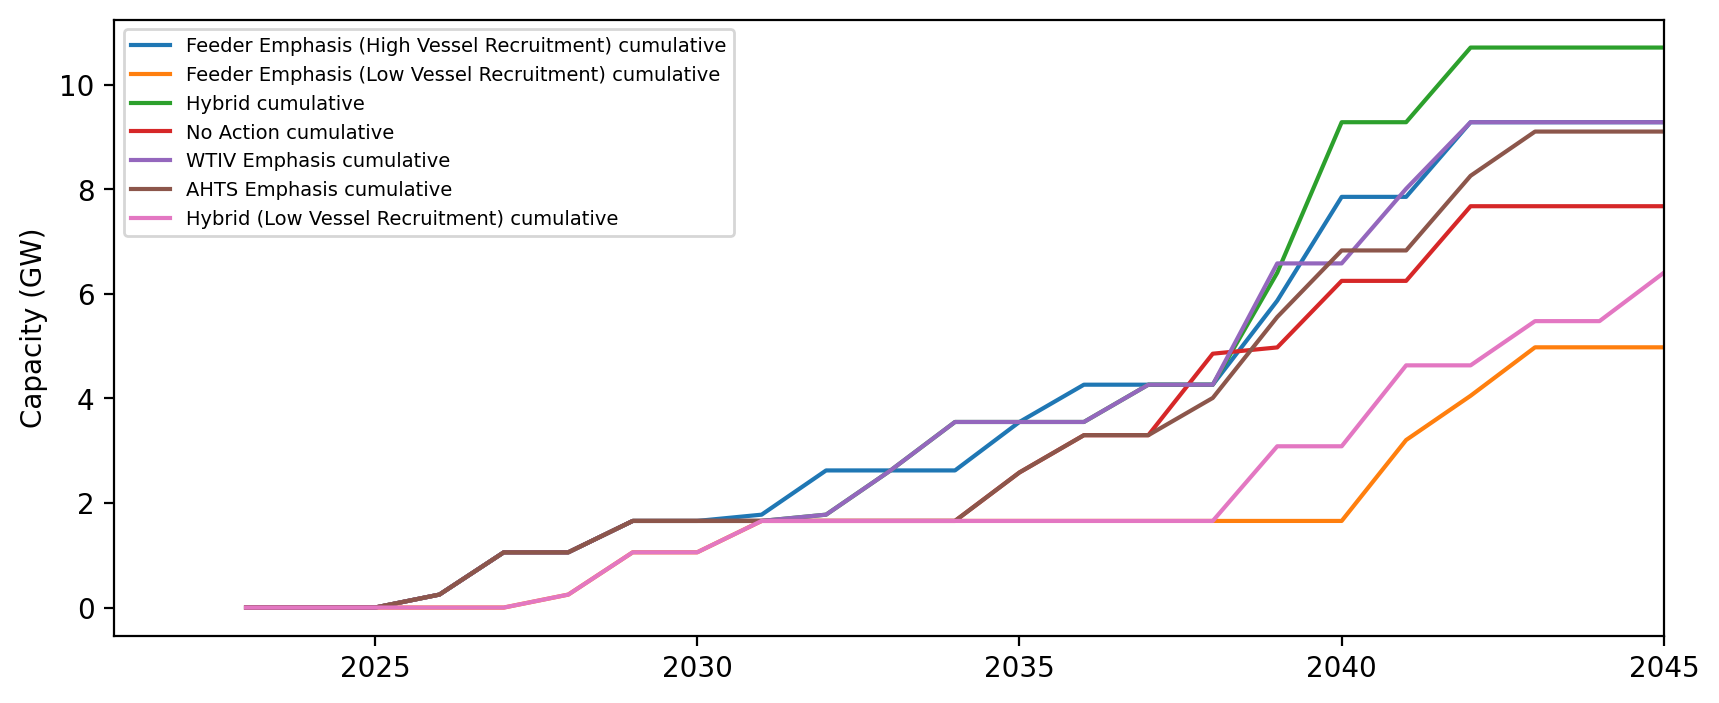 Feeder Emphasis (High Vessel Recruitment) cumulative
Feeder Emphasis (Low Vessel Recruitment) cumulative
Hybrid cumulative
No Action cumulative
WTIV Emphasis cumulative
AHTS Emphasis cumulative
Hybrid (Low Vessel Recruitment) cumulative
Capacity (GW)
10
8
6
4
2
0
2025
2030
2035
2040
2045